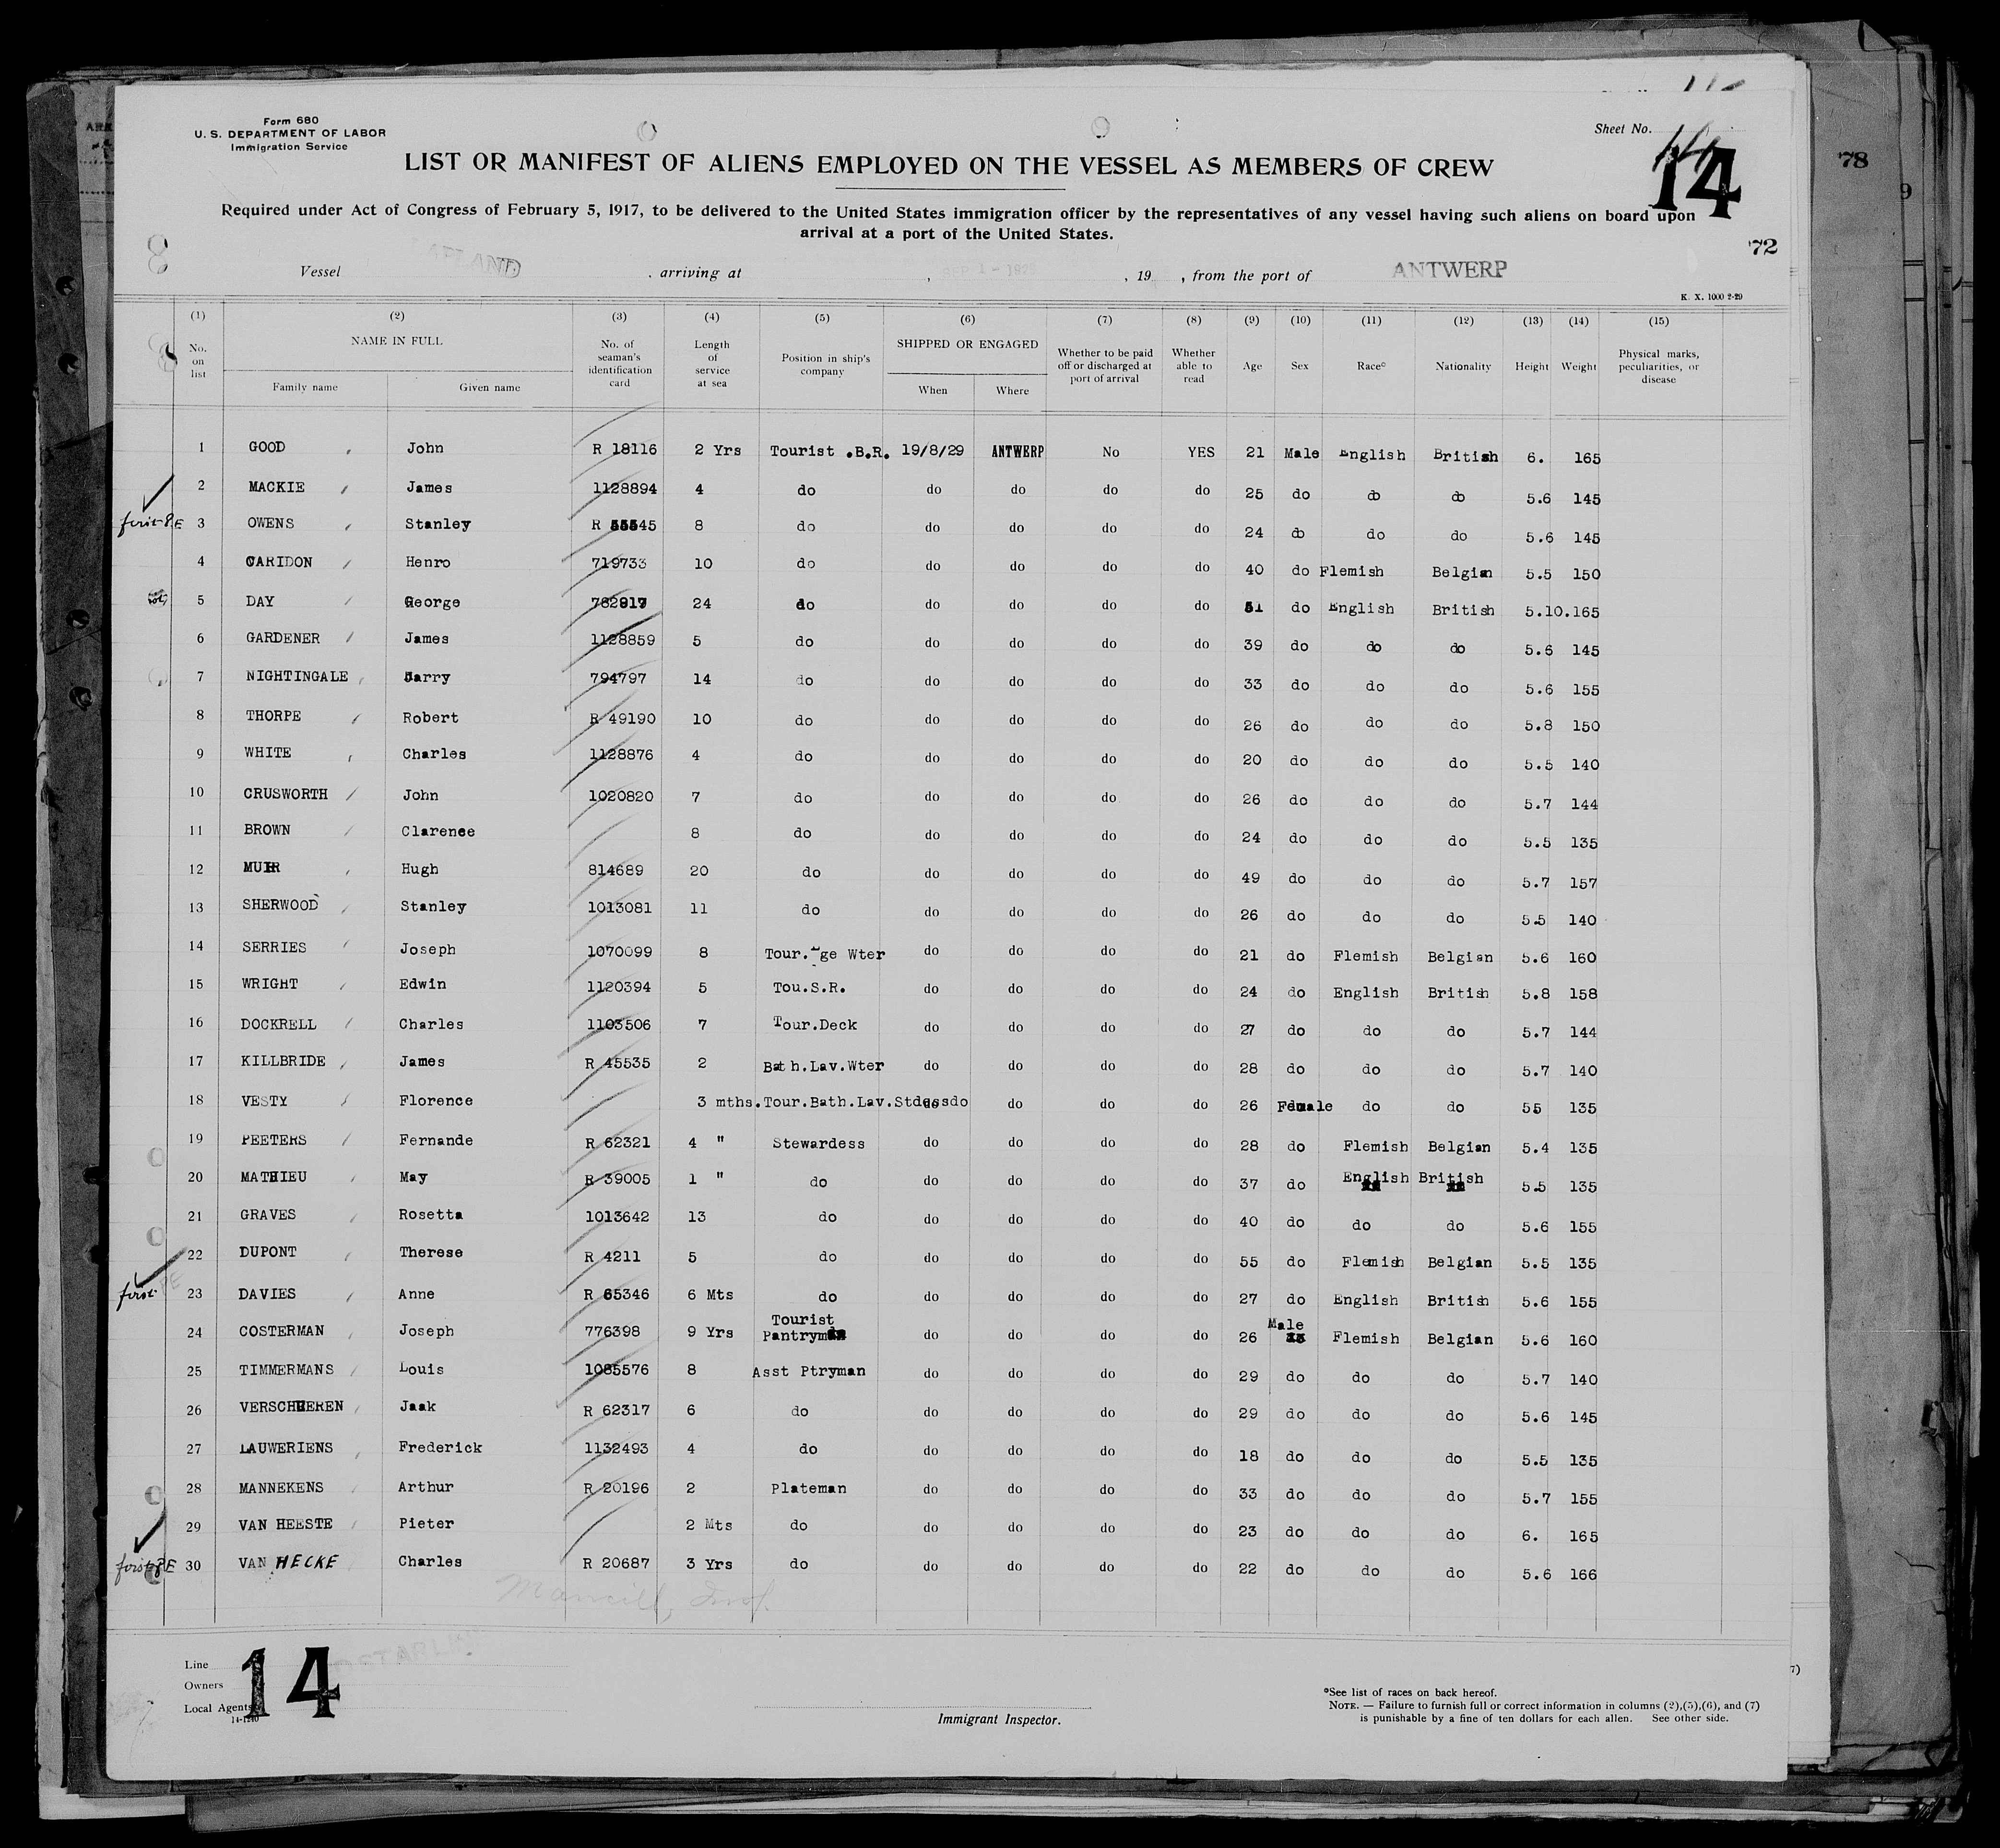 Form 680
U. S. DEPARTMENT OF LABOR
Immigration Service
Sheet No.
14
LIST OR MANIFEST OF ALIENS EMPLOYED ON THE VESSEL AS MEMBERS OF CREW
Required under Act of Congress of February 5, 1917, to be delivered to the United States immigration officer by the representatives of any vessel having such aliens on board upon
arrival at a port of the United States.
78
9
72
Vessel , arriving at , SEP 1 - 1929 , 19 , from the port of ANTWERP
K. X. 1000 2-29
(1) (2) (3) (4) (5) (6) (7) (8) (9) (10) (11) (12) (13) (14) (15)
No. on list NAME IN FULL Family name Given name No. of seaman's identification card Length of service at sea Position in ship's company SHIPPED OR ENGAGED When Where Whether to be paid off or discharged at port of arrival Whether able to read Age Sex Race* Nationality Height Weight Physical marks, peculiarities, or disease
1 GOOD John R 18116 2 Yrs Tourist .B.R. 19/8/29 ANTWERP No YES 21 Male English British 6. 165
2 MACKIE James 1128894 4 do do do do do 25 do do do 5.6 145
3 OWENS Stanley R 55545 8 do do do do do 24 do do do 5.6 145
4 CARIDON Henro 719733 10 do do do do do 40 do Flemish Belgian 5.5 150
5 DAY George 782917 24 do do do do do 51 do English British 5.10.165
6 GARDENER James 1128859 5 do do do do do 39 do do do 5.6 145
7 NIGHTINGALE Harry 794797 14 do do do do do 33 do do do 5.6 155
8 THORPE Robert R 49190 10 do do do do do 26 do do do 5.8 150
9 WHITE Charles 1128876 4 do do do do do 20 do do do 5.5 140
10 CRUSWORTH John 1020820 7 do do do do do 26 do do do 5.7 144
11 BROWN Clarence 8 do do do do do 24 do do do 5.5 135
12 MUIR Hugh 814689 20 do do do do do 49 do do do 5.7 157
13 SHERWOOD Stanley 1013081 11 do do do do do 26 do do do 5.5 140
14 SERRIES Joseph 1070099 8 Tour. ge Wter do do do do 21 do Flemish Belgian 5.6 160
15 WRIGHT Edwin 1120394 5 Tou.S.R. do do do do 24 do English British 5.8 158
16 DOCKRELL Charles 1103506 7 Tour.Deck do do do do 27 do do do 5.7 144
17 KILLBRIDE James R 45535 2 Bath.Lav.Wter do do do do 28 do do do 5.7 140
18 VESTY Florence 3 mths. Tour.Bath.Lav.Stdess do do do do 26 Female do do 55 135
19 PEETERS Fernande R 62321 4 " Stewardess do do do do 28 do Flemish Belgian 5.4 135
20 MATHIEU May R 39005 1 " do do do do do 37 do English British 5.5 135
21 GRAVES Rosetta 1013642 13 do do do do do 40 do do do 5.6 155
22 DUPONT Therese R 4211 5 do do do do do 55 do Flemish Belgian 5.5 135
23 DAVIES Anne R 65346 6 Mts do do do do do 27 do English British 5.6 155
24 COSTERMAN Joseph 776398 9 Yrs Tourist Pantryman do do do do 26 Male Flemish Belgian 5.6 160
25 TIMMERMANS Louis 1085576 8 Asst Ptryman do do do do 29 do do do 5.7 140
26 VERSCHUEREN Jaak R 62317 6 do do do do do 29 do do do 5.6 145
27 LAUWERIENS Frederick 1132493 4 do do do do do 18 do do do 5.5 135
28 MANNEKENS Arthur R 20196 2 Plateman do do do do 33 do do do 5.7 155
29 VAN HEESTE Pieter 2 Mts do do do do do 23 do do do 6. 165
30 VAN HECKE Charles R 20687 3 Yrs do do do do do 22 do do do 5.6 166
Line
Owners
Local Agents
14-1240
14
Immigrant Inspector.
*See list of races on back hereof.
NOTE. — Failure to furnish full or correct information in columns (2),(5),(6), and (7)
is punishable by a fine of ten dollars for each alien. See other side.